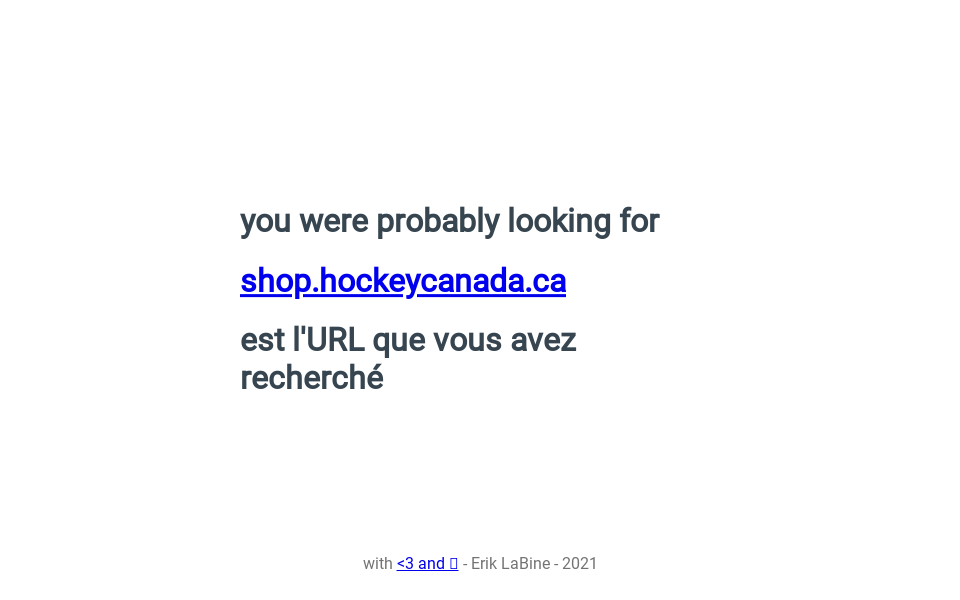 you were probably looking for
shop.hockeycanada.ca
est l'URL que vous avez
recherché
with <3 and - Erik LaBine - 2021